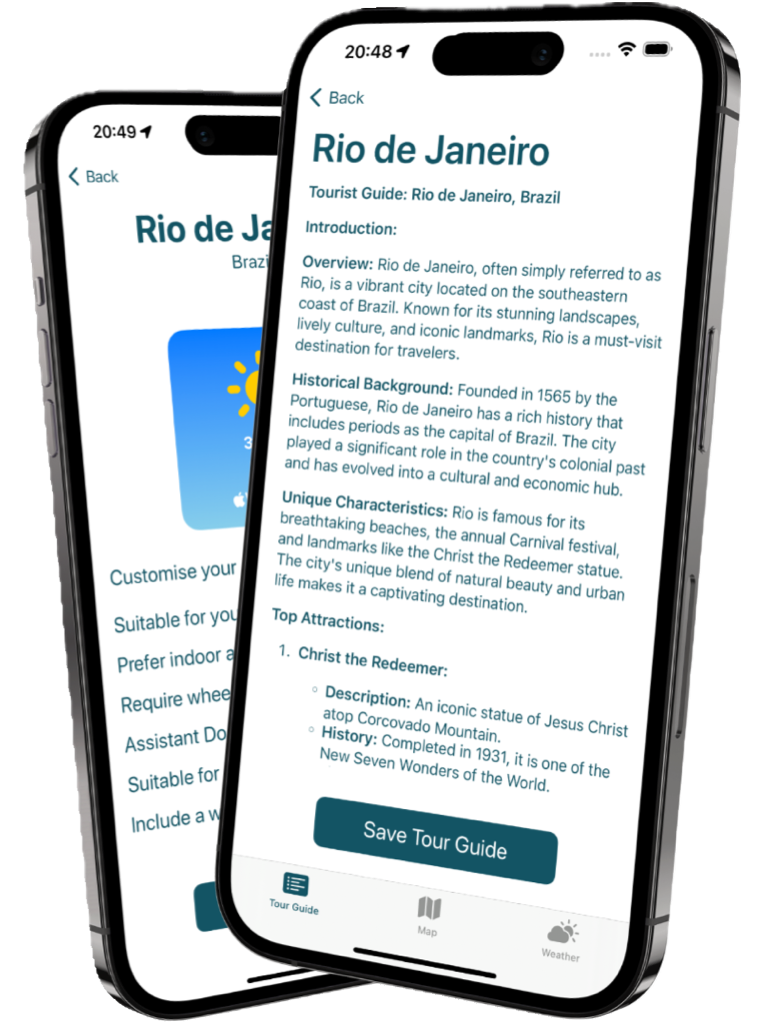 20:49
Back
Rio de Ja
Brazi
3
Customise your
Suitable for you
Prefer indoor a
Require whee
Assistant Do
Suitable for
Include a w
20:48
Back
Rio de Janeiro
Tourist Guide: Rio de Janeiro, Brazil
Introduction:
Overview: Rio de Janeiro, often simply referred to as
Rio, is a vibrant city located on the southeastern
coast of Brazil. Known for its stunning landscapes,
lively culture, and iconic landmarks, Rio is a must-visit
destination for travelers.
Historical Background: Founded in 1565 by the
Portuguese, Rio de Janeiro has a rich history that
includes periods as the capital of Brazil. The city
played a significant role in the country's colonial past
and has evolved into a cultural and economic hub.
Unique Characteristics: Rio is famous for its
breathtaking beaches, the annual Carnival festival,
and landmarks like the Christ the Redeemer statue.
The city's unique blend of natural beauty and urban
life makes it a captivating destination.
Top Attractions:
1. Christ the Redeemer:
◦ Description: An iconic statue of Jesus Christ
atop Corcovado Mountain.
◦ History: Completed in 1931, it is one of the
New Seven Wonders of the World.
Save Tour Guide
Tour Guide
Map
Weather